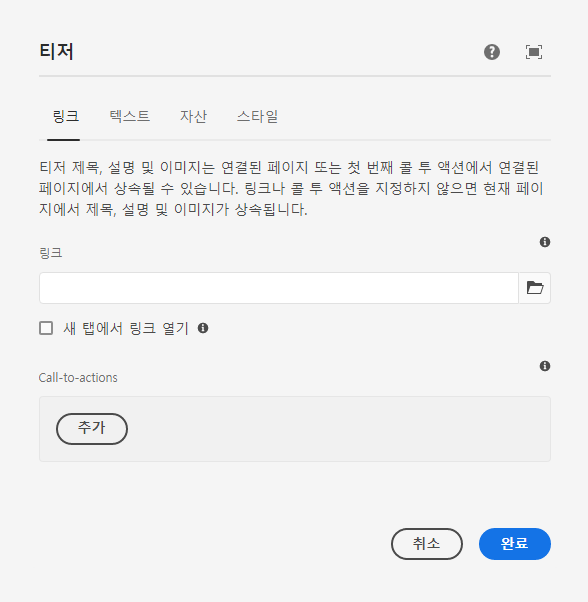 티저
링크 텍스트 자산 스타일
티저 제목, 설명 및 이미지는 연결된 페이지 또는 첫 번째 콜 투 액션에서 연결된
페이지에서 상속될 수 있습니다. 링크나 콜 투 액션을 지정하지 않으면 현재 페이
지에서 제목, 설명 및 이미지가 상속됩니다.
링크
새 탭에서 링크 열기
Call-to-actions
추가
취소 완료